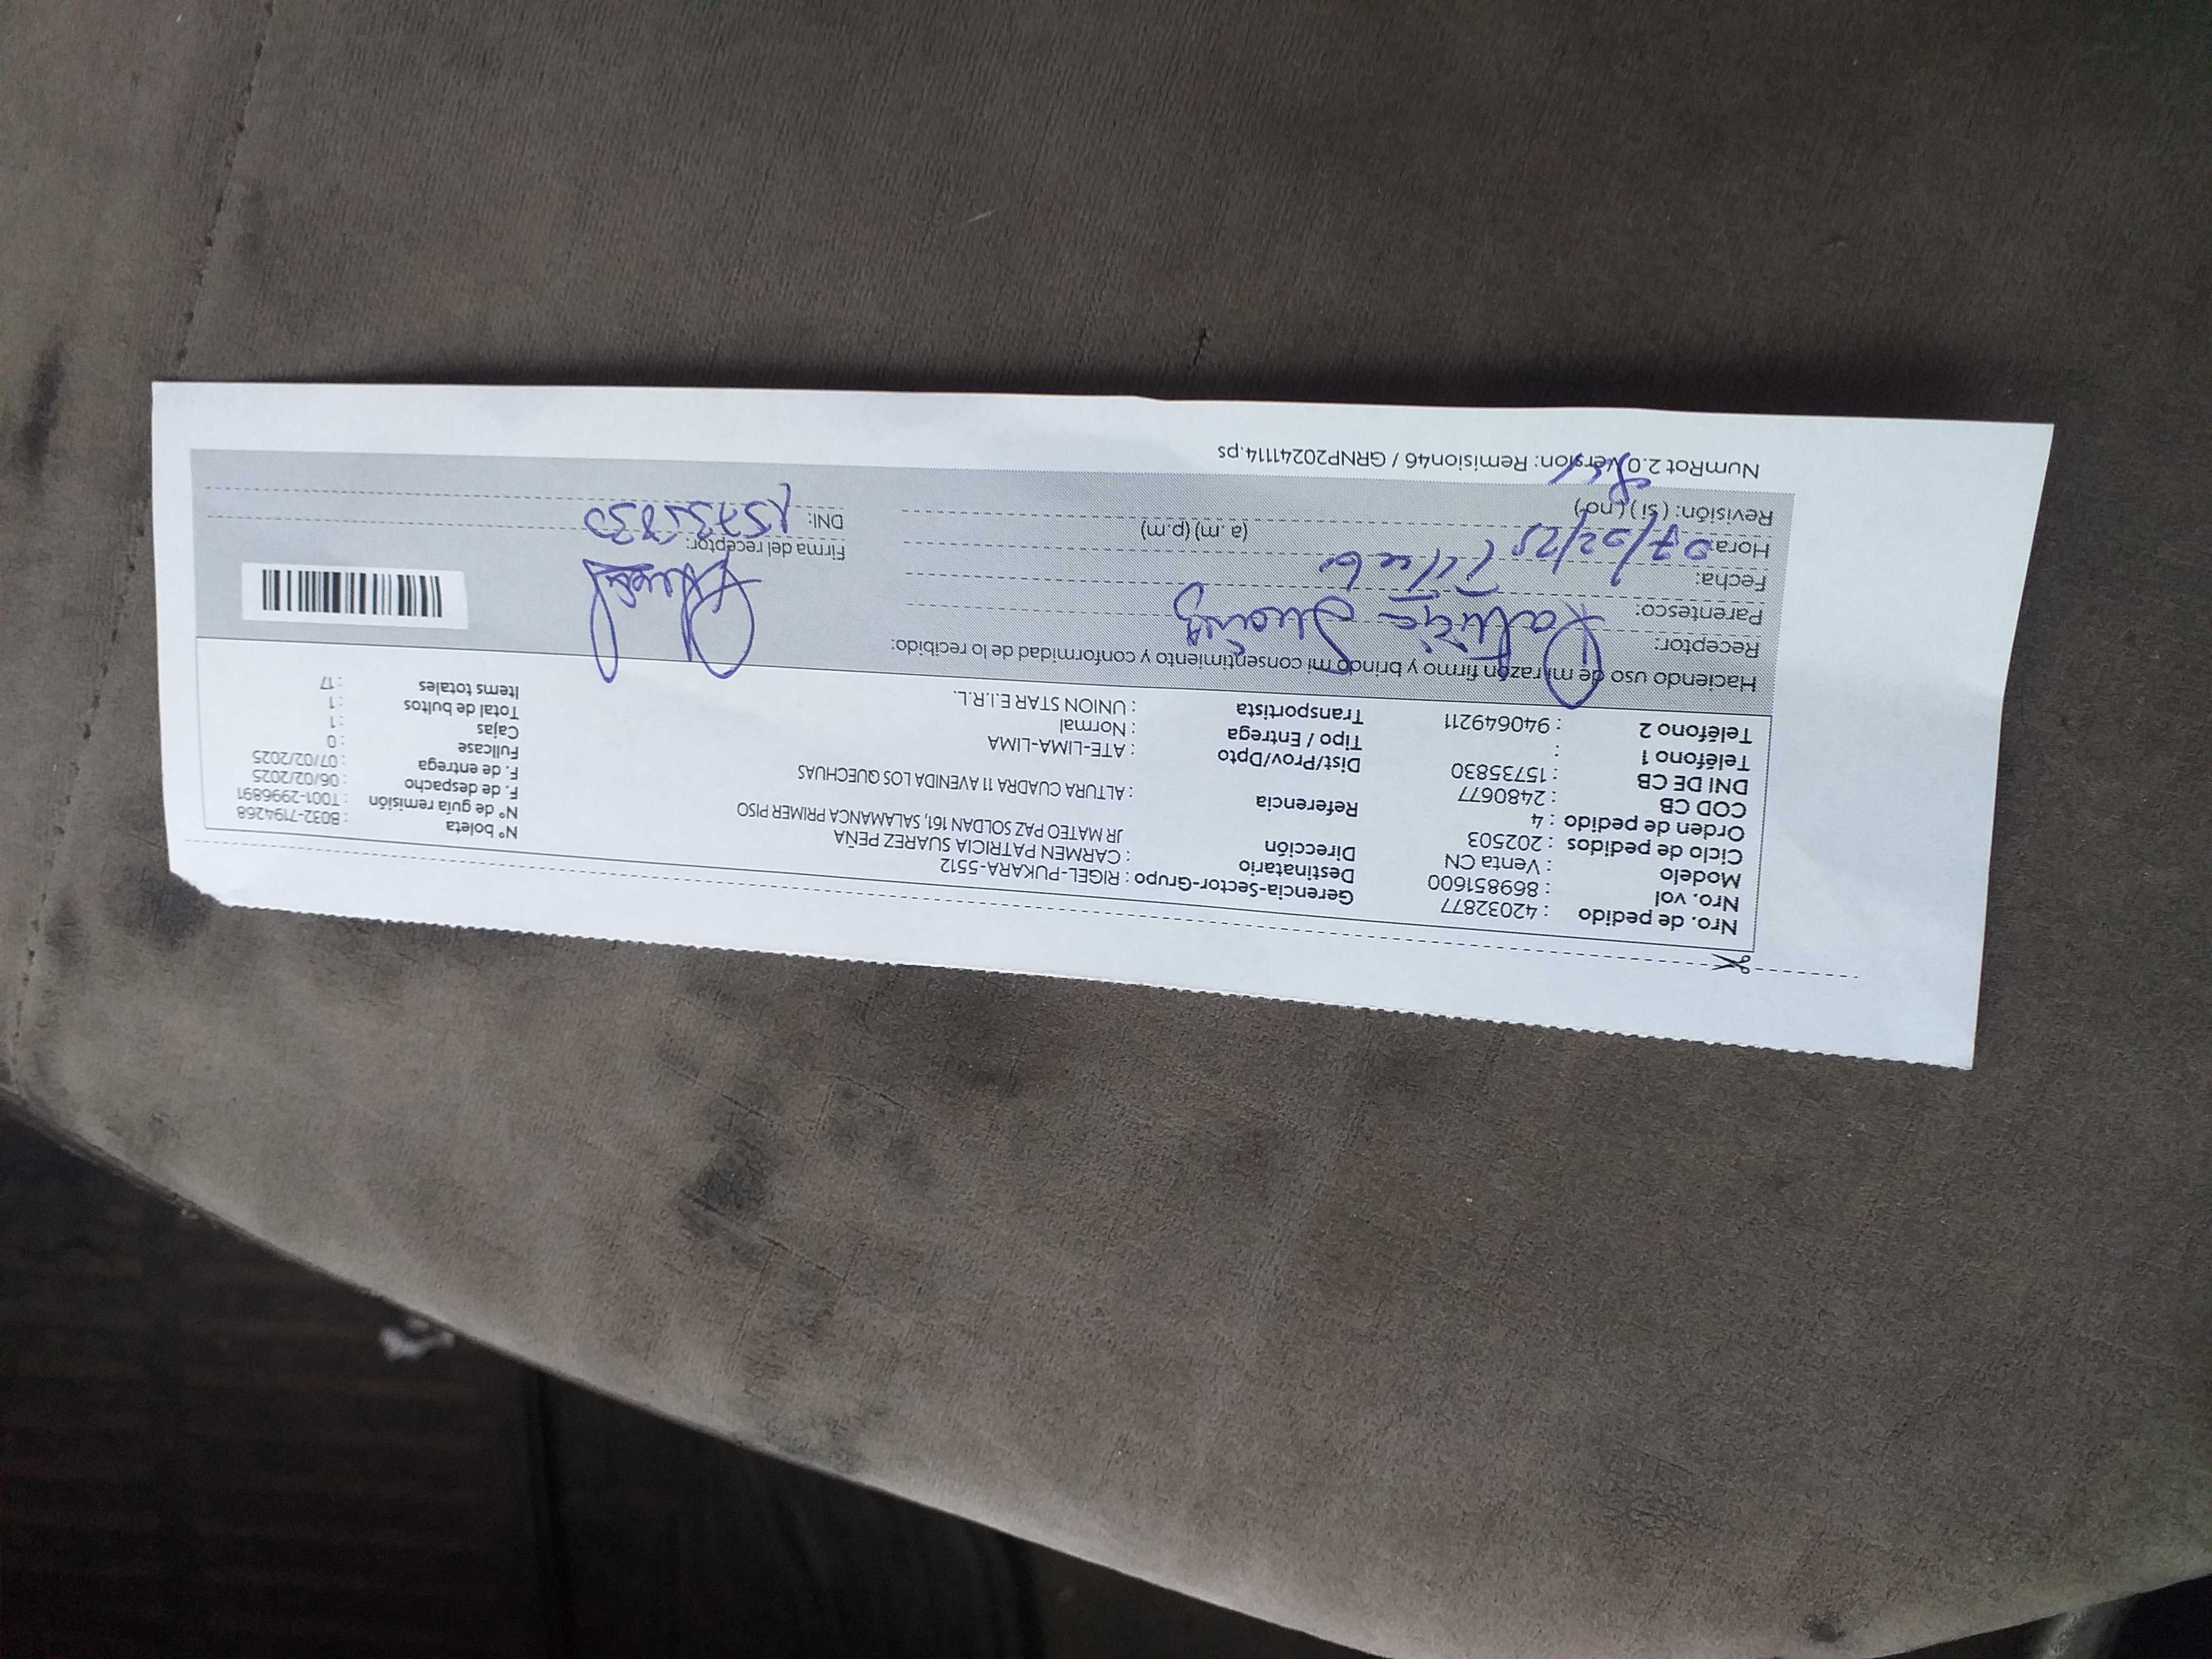 Nro. de pedido : 42032877
Nro. vol : 869851600
Modelo : Venta CN
Ciclo de pedidos : 202503
Orden de pedido : 4
COD CB : 2480677
DNI DE CB : 15735830
Teléfono 1 :
Teléfono 2 : 940649211
Gerencia-Sector-Grupo : RIGEL-PUKARA-5512
Destinatario : CARMEN PATRICIA SUAREZ PEÑA
Dirección JR MATEO PAZ SOLDAN 161, SALAMANCA PRIMER PISO
Referencia : ALTURA CUADRA 11 AVENIDA LOS QUECHUAS
Dist/Prov/Dpto : ATE-LIMA-LIMA
Tipo / Entrega : Normal
Transportista : UNION STAR E.I.R.L.
N° boleta : B032-7194268
N° de guía remisión : T001-2996891
F. de despacho : 06/02/2025
F. de entrega : 07/02/2025
Fullcase : 0
Cajas : 1
Total de bultos : 1
Items totales : 17
Haciendo uso de mi razón firmo y brindo mi consentimiento y conformidad de lo recibido:
Receptor: Patricia Suárez
Parentesco: Titular
Fecha: 07/02/25
Hora: (a. m) (p.m)
Revisión: (si) (no)
Firma del receptor:
DNI: 15735830
NumRot 2.0 Version: Remision46 / GRNP20241114.ps